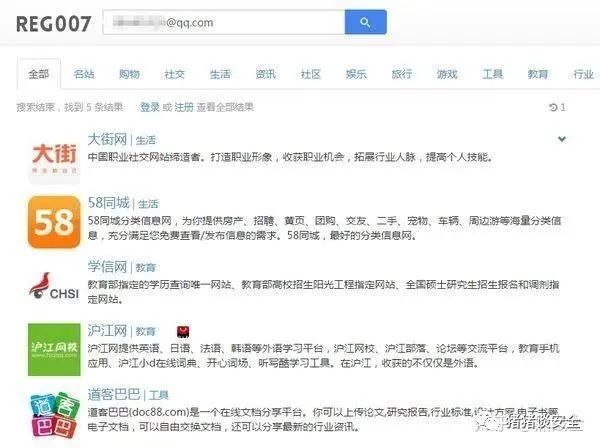 REG007
@qq.com
全部 名站 购物 社交 生活 资讯 社区 娱乐 旅行 游戏 工具 教育 行业
搜索结束，找到 5 条结果 登录 或 注册 查看全部结果 1
大街
大街网 | 生活
中国职业社交网站缔造者。打造职业形象，收获职业机会，拓展行业人脉，提高个人技能。
58
58同城 | 生活
58同城分类信息网，为你提供房产、招聘、黄页、团购、交友、二手、宠物、车辆、周边游等海量分类信
息，充分满足您免费查看/发布信息的需求。58同城，最好的分类信息网。
CHSI
学信网 | 教育
教育部指定的学历查询唯一网站、教育部高校招生阳光工程指定网站、全国硕士研究生招生报名和调剂指
定网站。
沪江网校
沪江网 | 教育
沪江网提供英语、日语、法语、韩语等外语学习平台，沪江网校、沪江部落、论坛等交流平台，教育手机
应用、沪江小d在线词典、开心词场、听写酷学习工具。在沪江，收获的不仅仅是外语。
道客巴巴
道客巴巴 | 工具
道客巴巴(doc88.com)是一个在线文档分享平台。你可以上传论文,研究报告,行业标准,电子书等
电子文档，可以自由交换文档，还可以分享最新的行业资讯。
猪猪谈安全